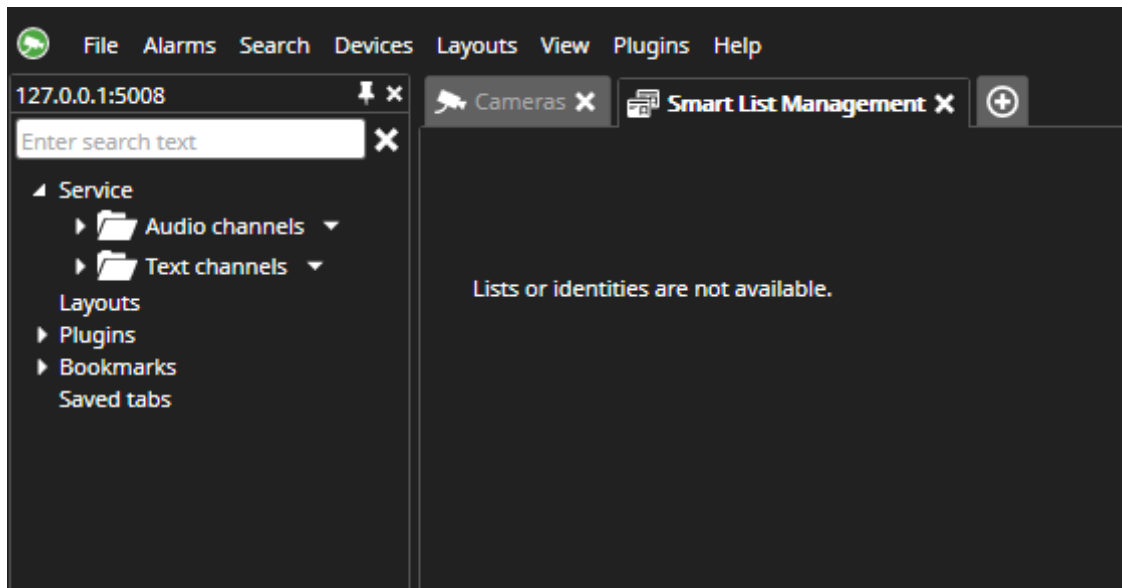 File Alarms Search Devices Layouts View Plugins Help
127.0.0.1:5008
Cameras Smart List Management
Enter search text
Service
Audio channels
Text channels
Layouts
Plugins
Bookmarks
Saved tabs
Lists or identities are not available.